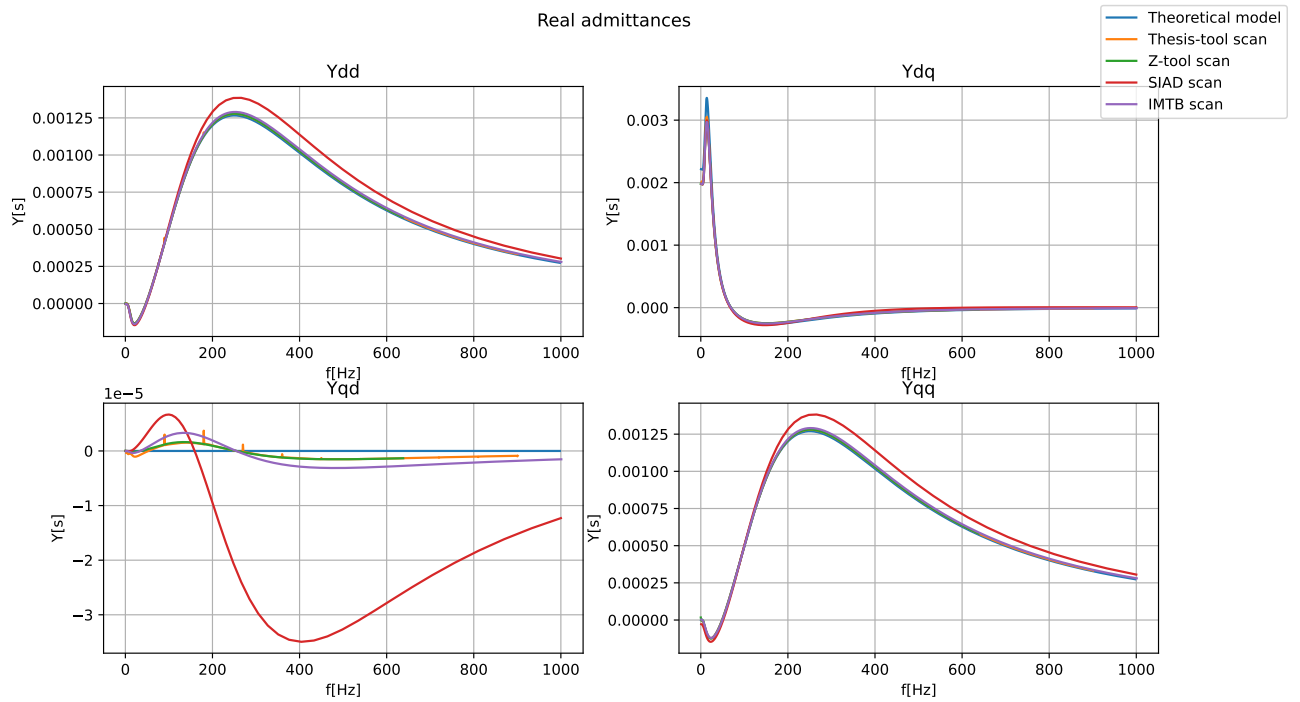 Real admittances
Theoretical model
Thesis-tool scan
Z-tool scan
SIAD scan
IMTB scan
Ydd
Y[s]
0.00125
0.00100
0.00075
0.00050
0.00025
0.00000
0 200 400 600 800 1000
f[Hz]
Ydq
Y[s]
0.003
0.002
0.001
0.000
0 200 400 600 800 1000
f[Hz]
Yqd
1e−5
Y[s]
0
−1
−2
−3
0 200 400 600 800 1000
f[Hz]
Yqq
Y[s]
0.00125
0.00100
0.00075
0.00050
0.00025
0.00000
0 200 400 600 800 1000
f[Hz]